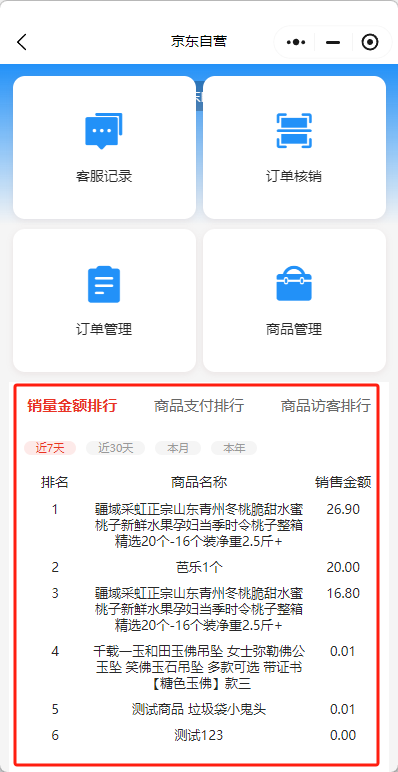 京东自营
客服记录 订单核销
订单管理 商品管理
销量金额排行 商品支付排行 商品访客排行
近7天 近30天 本月 本年
排名 商品名称 销售金额
1 疆域采虹正宗山东青州冬桃脆甜水蜜 26.90
桃子新鲜水果孕妇当季时令桃子整箱
精选20个-16个装净重2.5斤+
2 芭乐1个 20.00
3 疆域采虹正宗山东青州冬桃脆甜水蜜 16.80
桃子新鲜水果孕妇当季时令桃子整箱
精选20个-16个装净重2.5斤+
4 千载一玉和田玉佛吊坠 女士弥勒佛公 0.01
玉坠 笑佛玉石吊坠 多款可选 带证书
【糖色玉佛】款三
5 测试商品 垃圾袋小鬼头 0.01
6 测试123 0.00